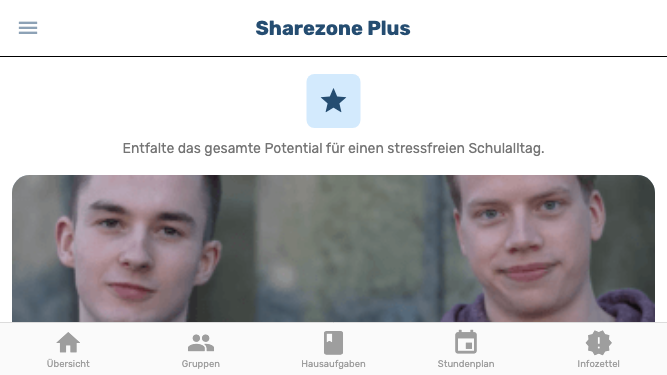 Sharezone Plus
Entfalte das gesamte Potential für einen stressfreien Schulalltag.
Übersicht
Gruppen
Hausaufgaben
Stundenplan
Infozettel